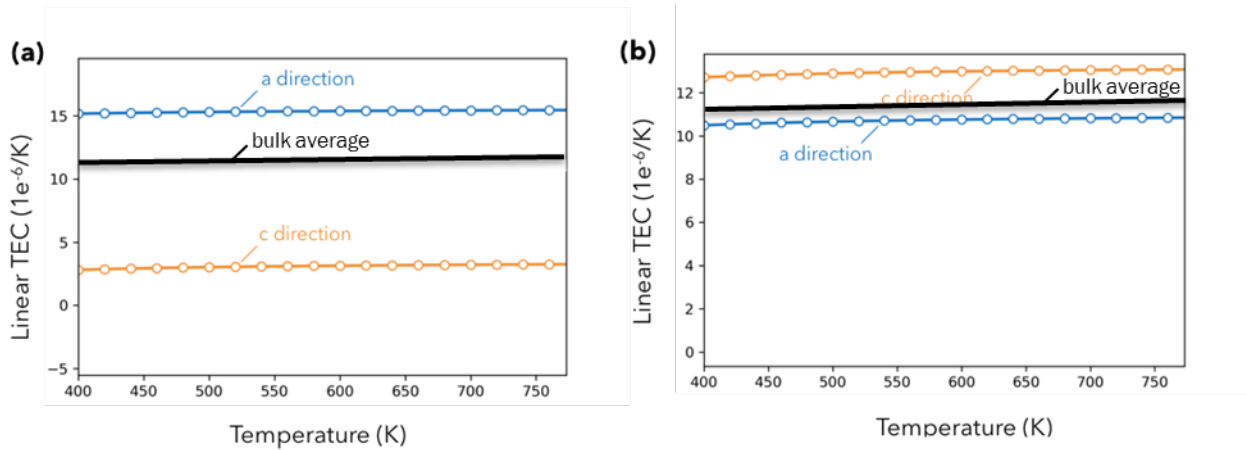 (a)
Linear TEC (1e⁻⁶/K)
15
10
5
0
−5
a direction
bulk average
c direction
400 450 500 550 600 650 700 750
Temperature (K)
(b)
Linear TEC (1e⁻⁶/K)
12
10
8
6
4
2
0
c direction
bulk average
a direction
400 450 500 550 600 650 700 750
Temperature (K)